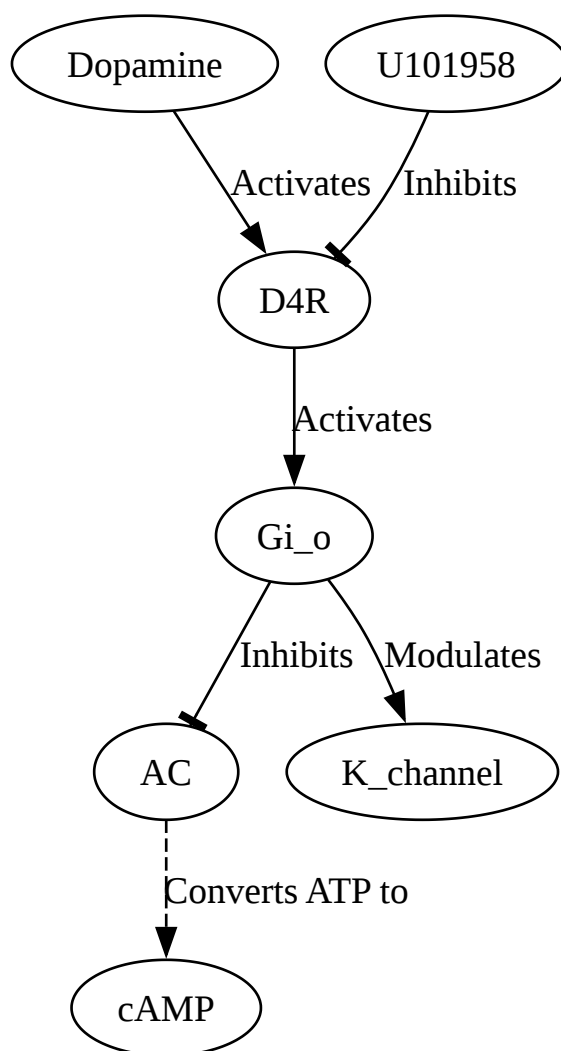 Dopamine
U101958
Activates
Inhibits
D4R
Activates
Gi_o
Inhibits
Modulates
AC
K_channel
Converts ATP to
cAMP